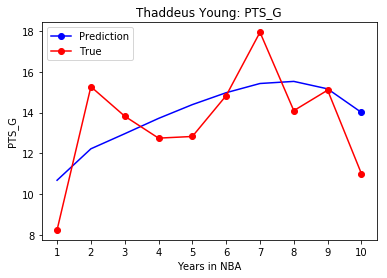 Thaddeus Young: PTS_G
Prediction
True
PTS_G
18
16
14
12
10
8
1 2 3 4 5 6 7 8 9 10
Years in NBA